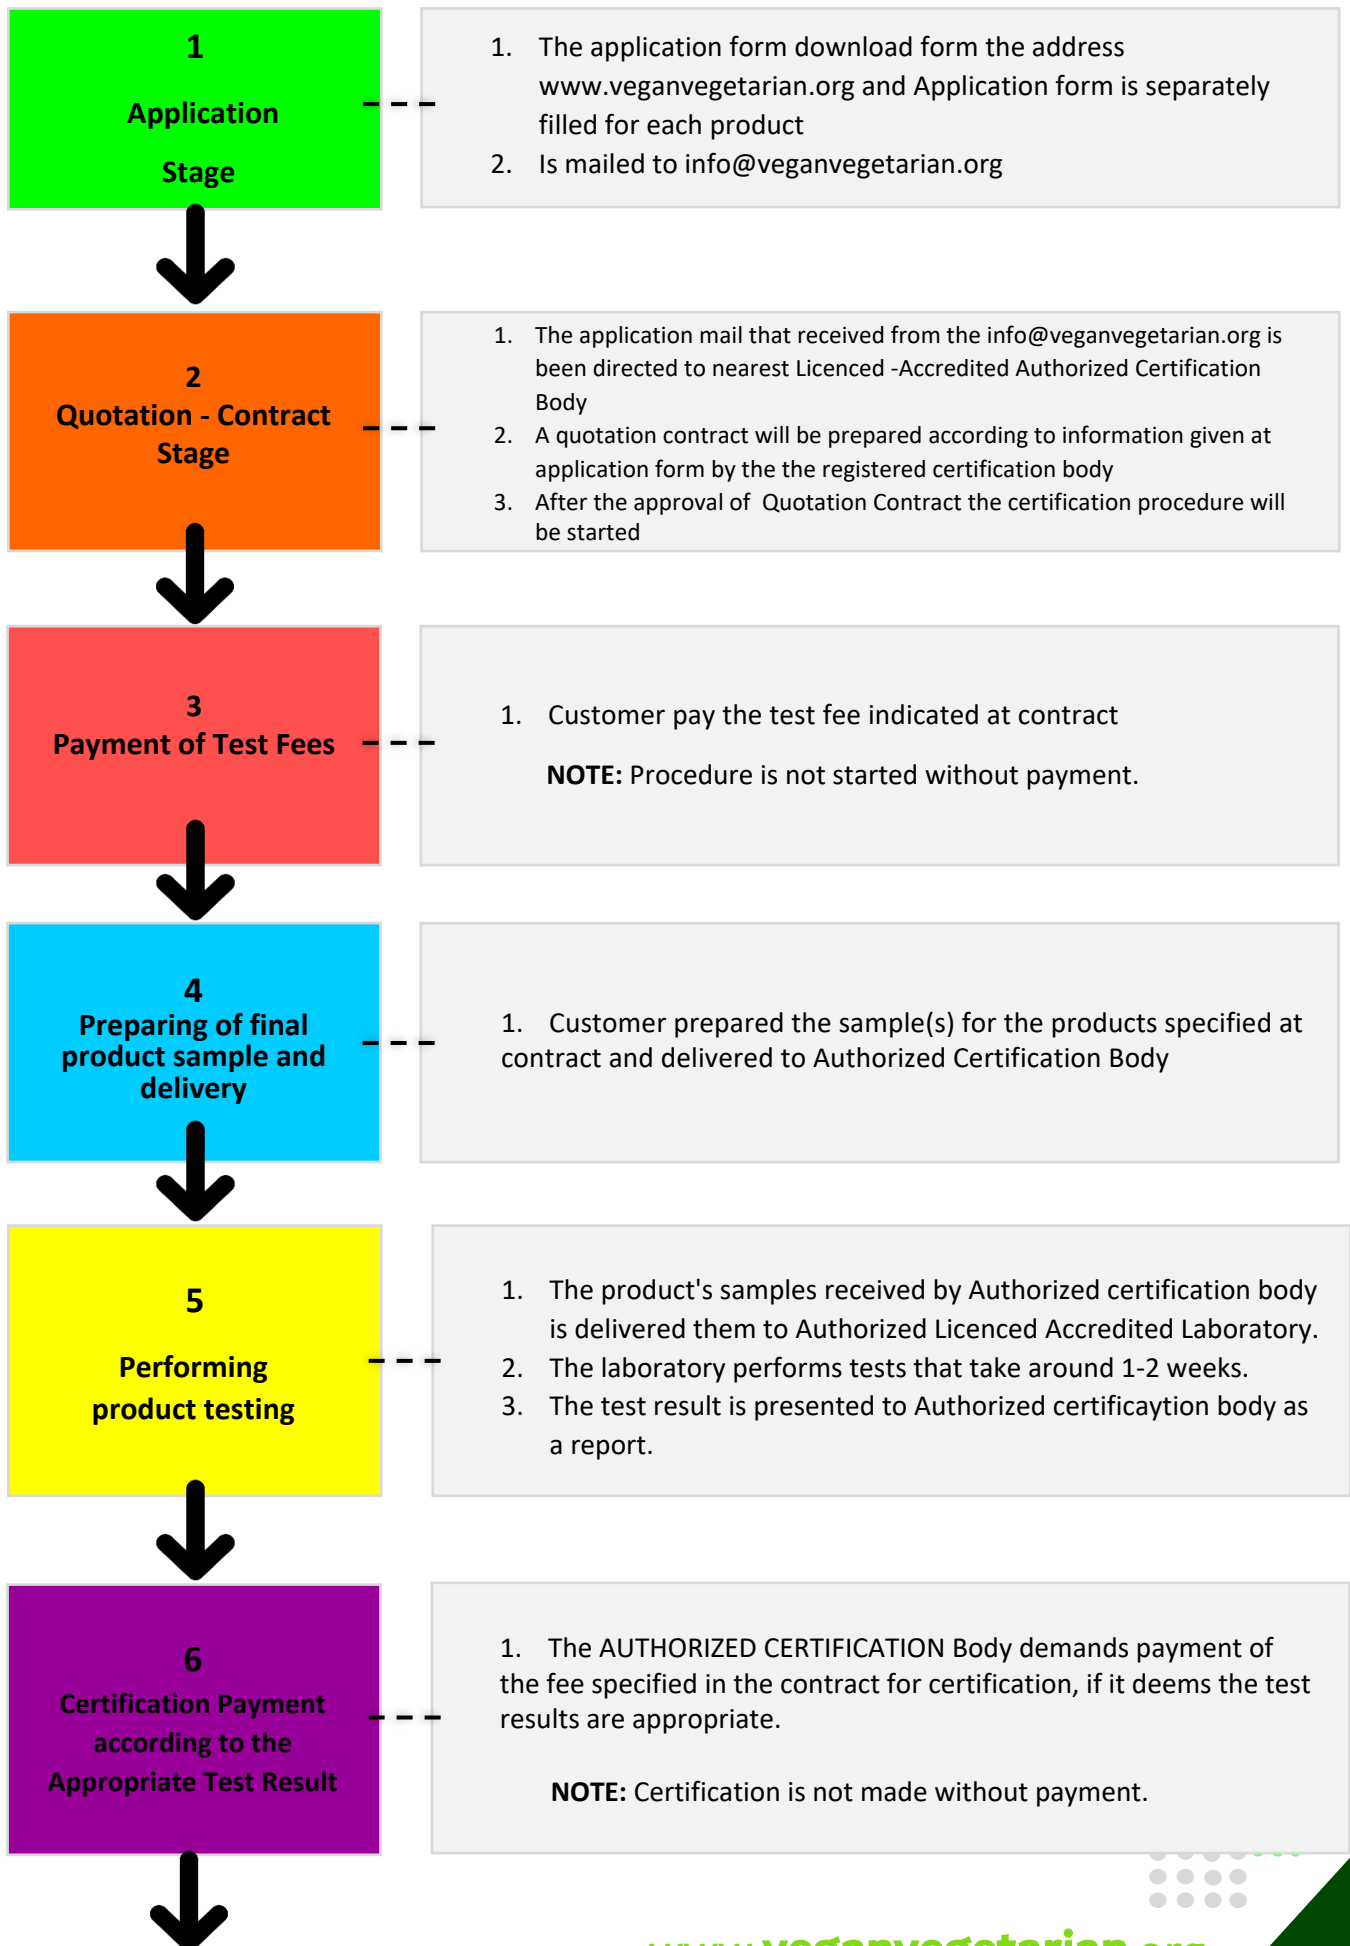 1
Application
Stage
1. The application form download form the address
www.veganvegetarian.org and Application form is separately
filled for each product
2. Is mailed to info@veganvegetarian.org
2
Quotation - Contract
Stage
1. The application mail that received from the info@veganvegetarian.org is
been directed to nearest Licenced -Accredited Authorized Certification
Body
2. A quotation contract will be prepared according to information given at
application form by the the registered certification body
3. After the approval of Quotation Contract the certification procedure will
be started
3
Payment of Test Fees
1. Customer pay the test fee indicated at contract
NOTE: Procedure is not started without payment.
4
Preparing of final
product sample and
delivery
1. Customer prepared the sample(s) for the products specified at
contract and delivered to Authorized Certification Body
5
Performing
product testing
1. The product's samples received by Authorized certification body
is delivered them to Authorized Licenced Accredited Laboratory.
2. The laboratory performs tests that take around 1-2 weeks.
3. The test result is presented to Authorized certificaytion body as
a report.
6
Certification Payment
according to the
Appropriate Test Result
1. The AUTHORIZED CERTIFICATION Body demands payment of
the fee specified in the contract for certification, if it deems the test
results are appropriate.
NOTE: Certification is not made without payment.
www.veganvegetarian.org